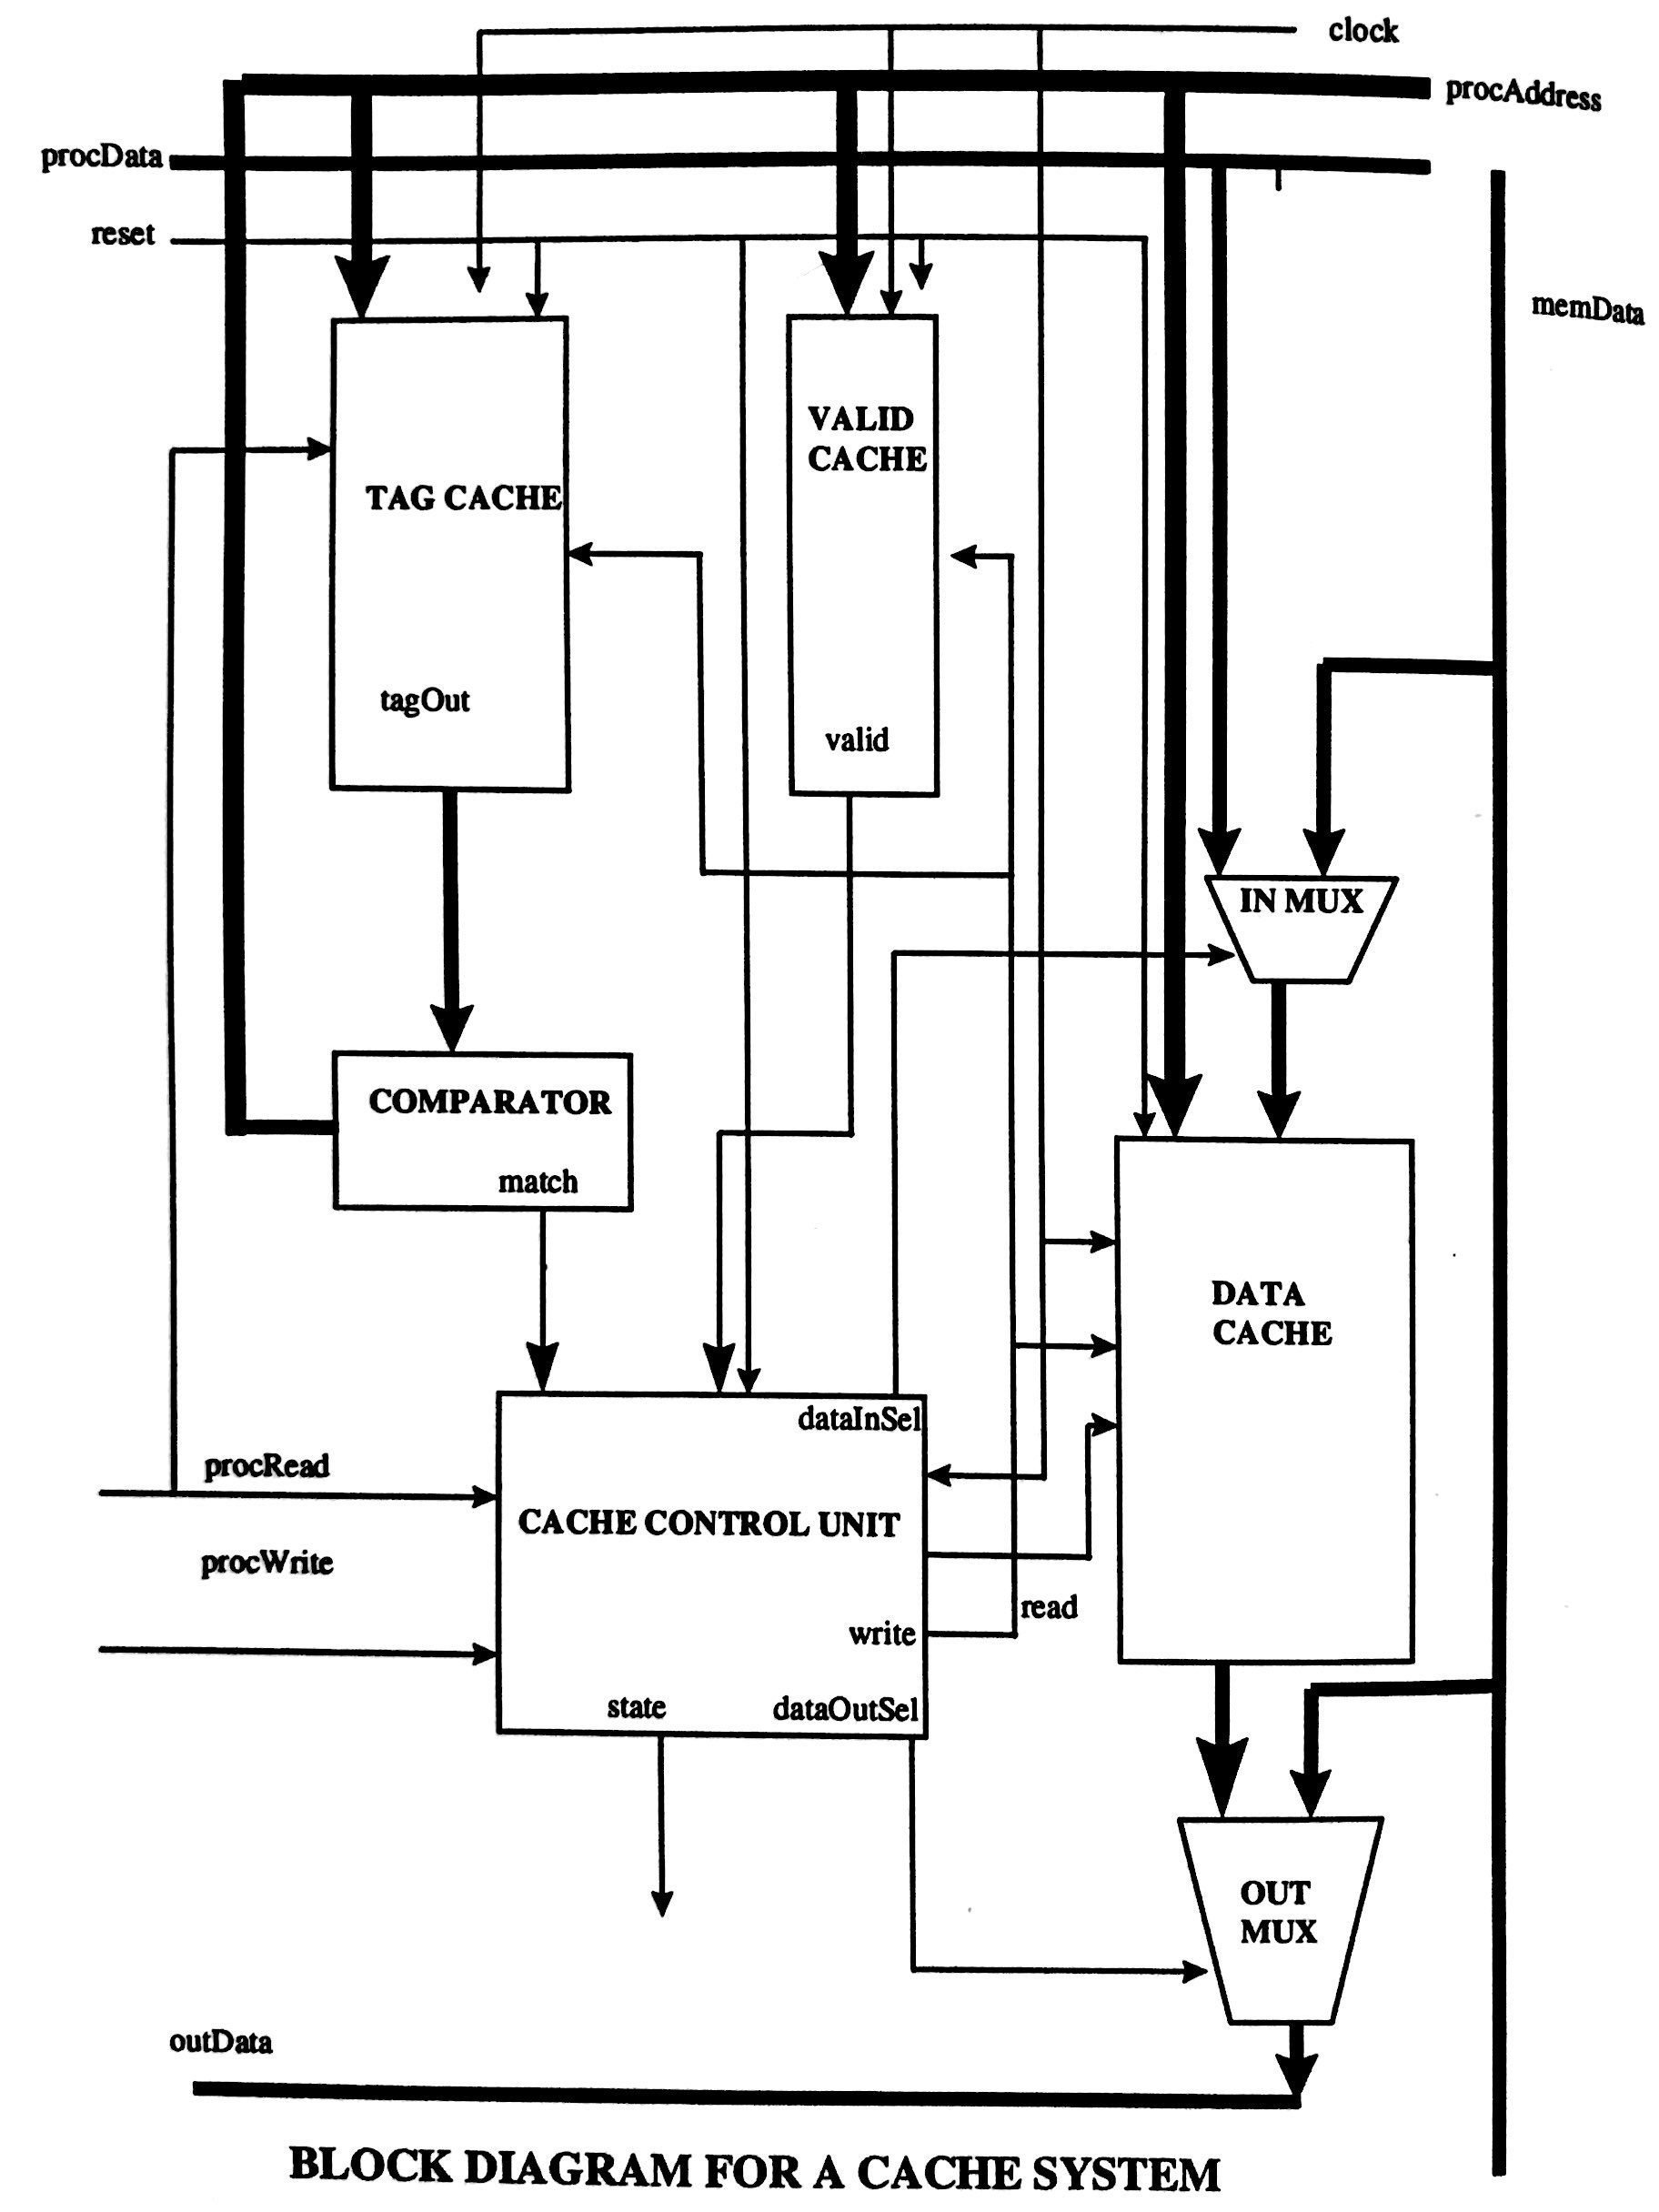 clock
procAddress
procData
reset
memData
VALID
CACHE
TAG CACHE
tagOut
valid
IN MUX
COMPARATOR
match
DATA
CACHE
dataInSel
procRead
CACHE CONTROL UNIT
procWrite
read
write
state
dataOutSel
OUT
MUX
outData
BLOCK DIAGRAM FOR A CACHE SYSTEM